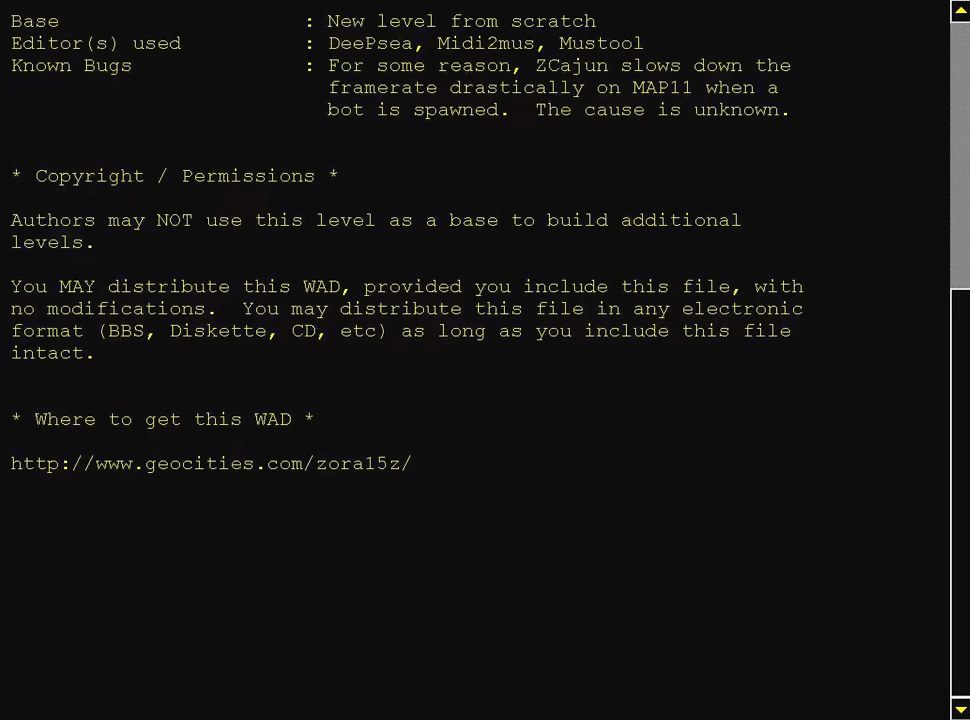 Base : New level from scratch
Editor(s) used : DeePsea, Midi2mus, Mustool
Known Bugs : For some reason, ZCajun slows down the
framerate drastically on MAP11 when a
bot is spawned. The cause is unknown.
* Copyright / Permissions *
Authors may NOT use this level as a base to build additional
levels.
You MAY distribute this WAD, provided you include this file, with
no modifications. You may distribute this file in any electronic
format (BBS, Diskette, CD, etc) as long as you include this file
intact.
* Where to get this WAD *
http://www.geocities.com/zora15z/